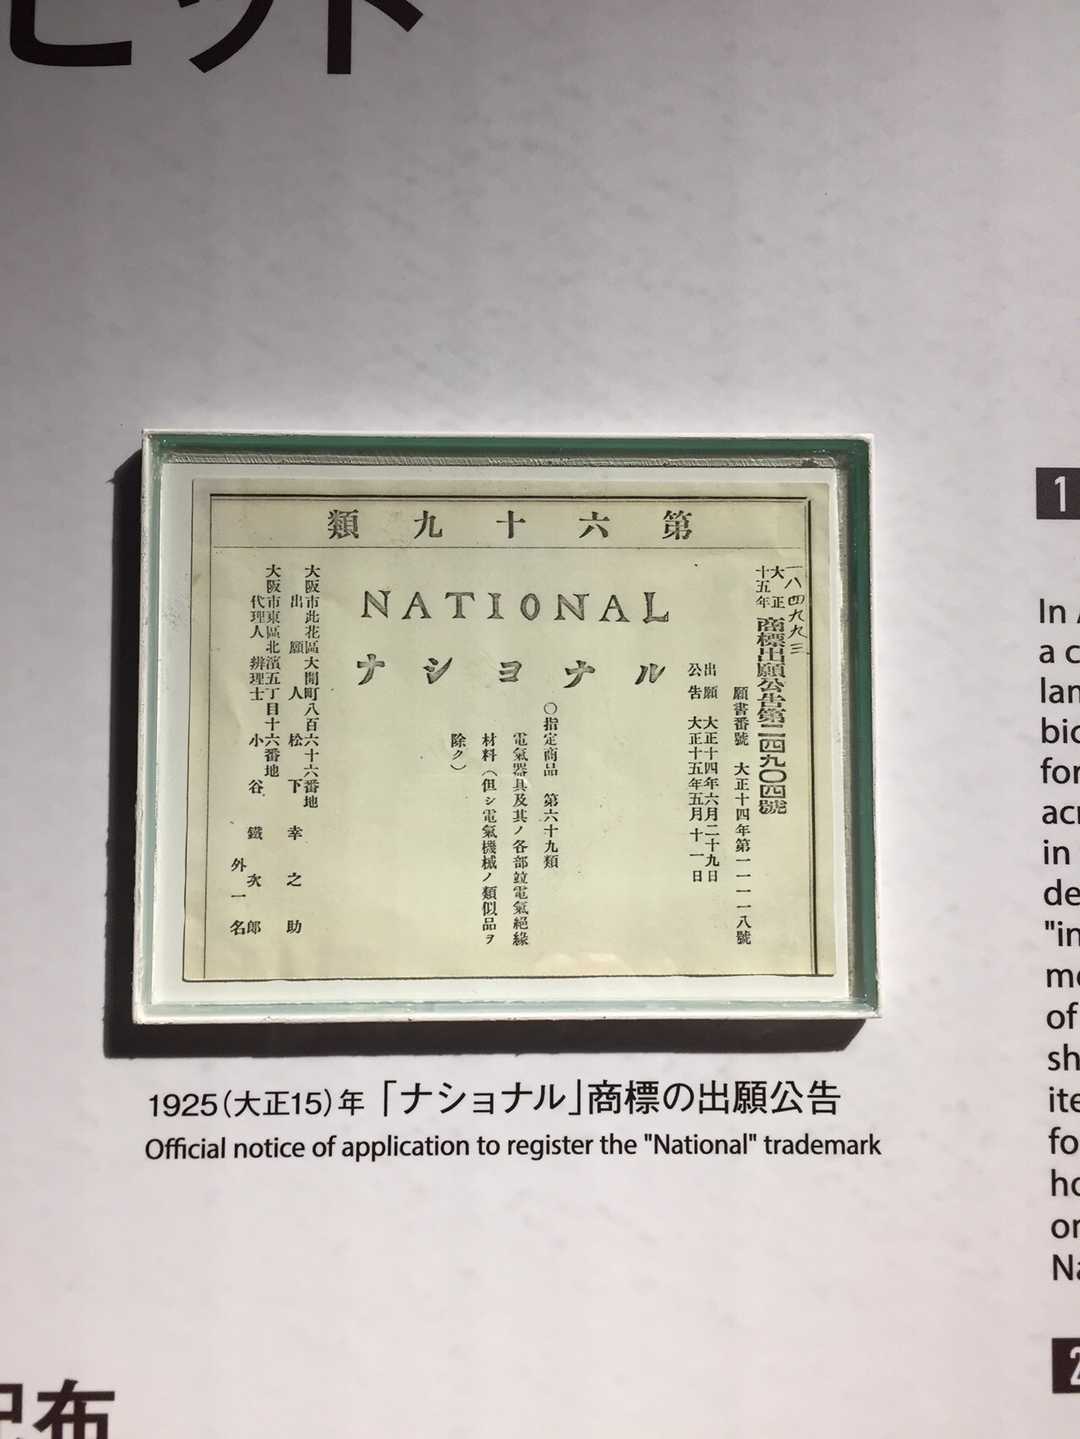 ット
第六十九類
一八四九九三
大正十五年 商標出願公告第二四九〇四號
願書番號 大正十四年第一一一一八號
出願 大正十四年六月二十九日
公告 大正十五年五月十一日
NATIONAL
ナショナル
〇指定商品 第六十九類
電氣器具及其ノ各部竝電氣絕緣
材料(但シ電氣機械ノ類似品ヲ
除ク)
大阪市此花區大開町八百六十六番地
出願人 松下幸之助
大阪市東區北濱五丁目十六番地
代理人 辨理士 小谷鐵次郎
外一名
1925(大正15)年「ナショナル」商標の出願公告
Official notice of application to register the "National" trademark
1
In
a c
lan
bic
for
acr
in
de
"in
mo
of
sh
ite
fo
ho
or
Na
2
布